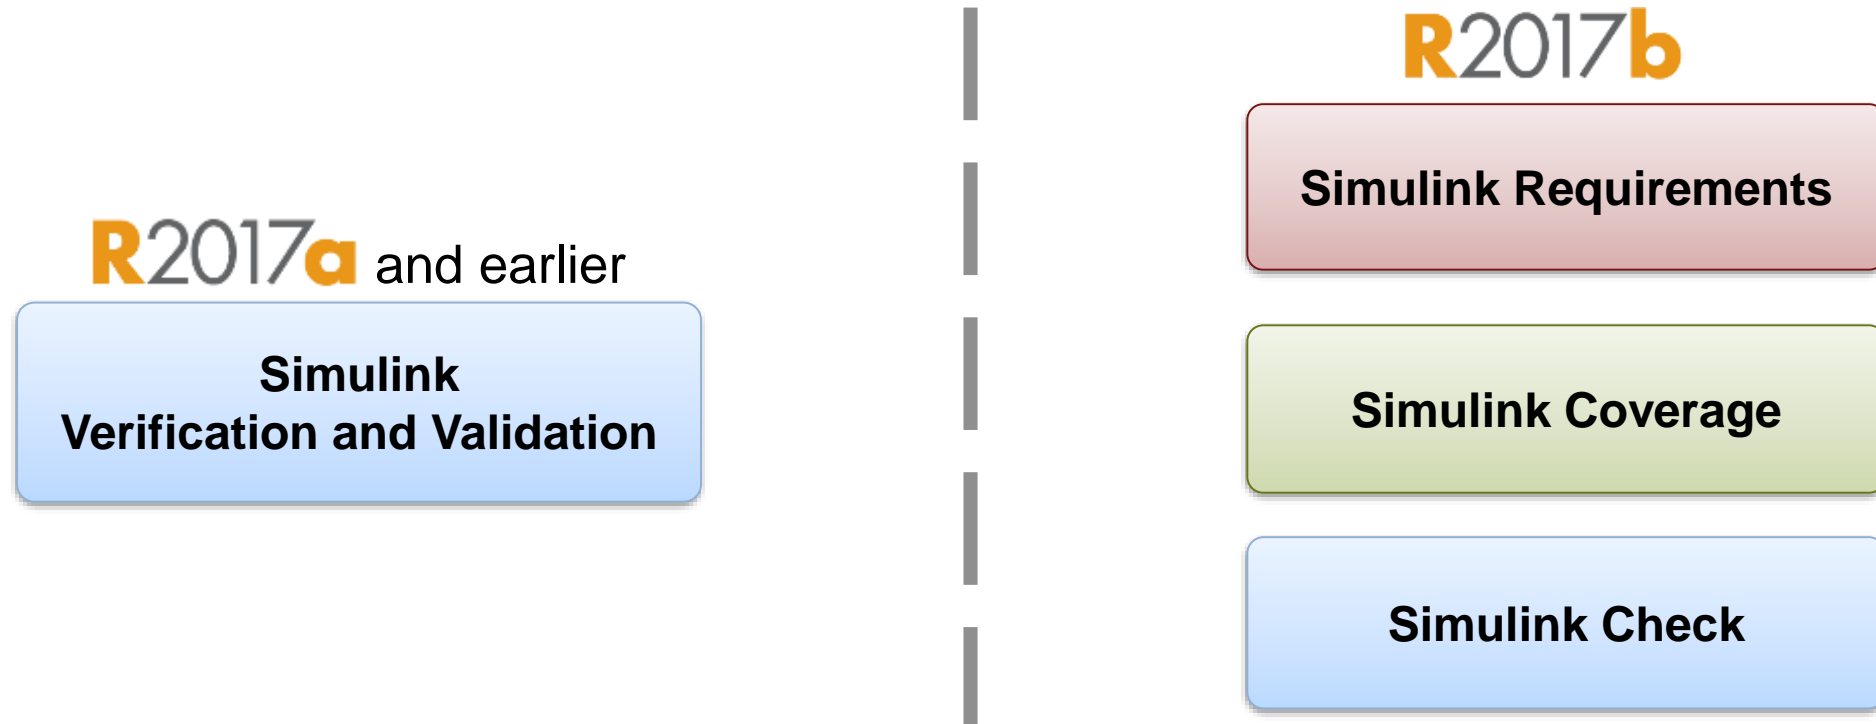 R2017a and earlier
Simulink
Verification and Validation
R2017b
Simulink Requirements
Simulink Coverage
Simulink Check